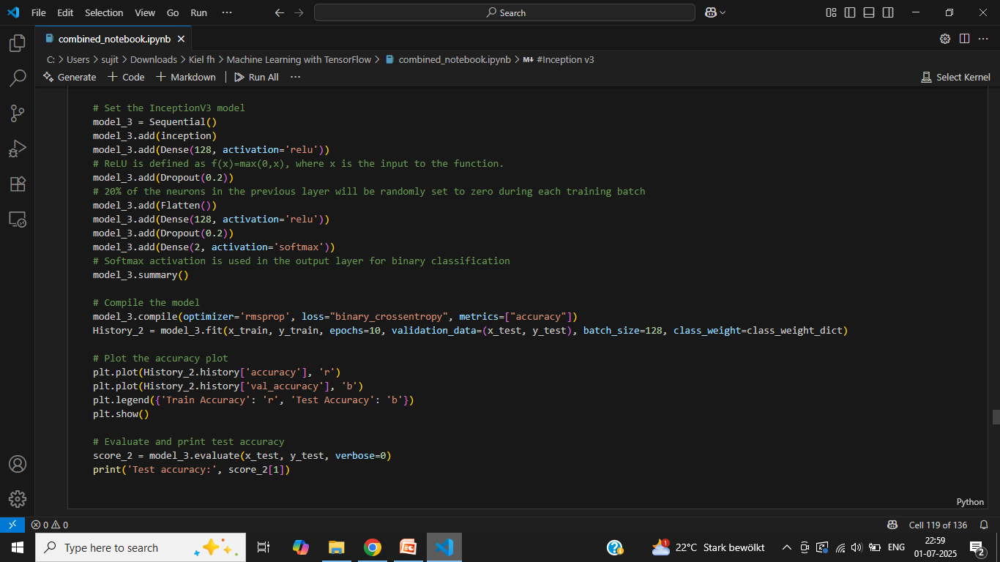 File Edit Selection View Go Run ··· Search
combined_notebook.ipynb
C: > Users > sujit > Downloads > Kiel fh > Machine Learning with TensorFlow > combined_notebook.ipynb > M↓ #Inception v3
Generate + Code + Markdown | Run All ··· Select Kernel
# Set the InceptionV3 model
model_3 = Sequential()
model_3.add(inception)
model_3.add(Dense(128, activation='relu'))
# ReLU is defined as f(x)=max(0,x), where x is the input to the function.
model_3.add(Dropout(0.2))
# 20% of the neurons in the previous layer will be randomly set to zero during each training batch
model_3.add(Flatten())
model_3.add(Dense(128, activation='relu'))
model_3.add(Dropout(0.2))
model_3.add(Dense(2, activation='softmax'))
# Softmax activation is used in the output layer for binary classification
model_3.summary()
# Compile the model
model_3.compile(optimizer='rmsprop', loss="binary_crossentropy", metrics=["accuracy"])
History_2 = model_3.fit(x_train, y_train, epochs=10, validation_data=(x_test, y_test), batch_size=128, class_weight=class_weight_dict)
# Plot the accuracy plot
plt.plot(History_2.history['accuracy'], 'r')
plt.plot(History_2.history['val_accuracy'], 'b')
plt.legend({'Train Accuracy': 'r', 'Test Accuracy': 'b'})
plt.show()
# Evaluate and print test accuracy
score_2 = model_3.evaluate(x_test, y_test, verbose=0)
print('Test accuracy:', score_2[1])
Python
0 0 Cell 119 of 136
Type here to search 1 22°C Stark bewölkt ENG 22:59 2
01-07-2025